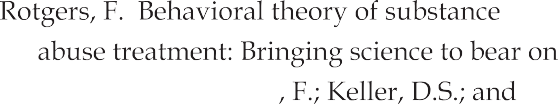 Rotgers, F. Behavioral theory of substance
abuse treatment: Bringing science to bear on
, F.; Keller, D.S.; and